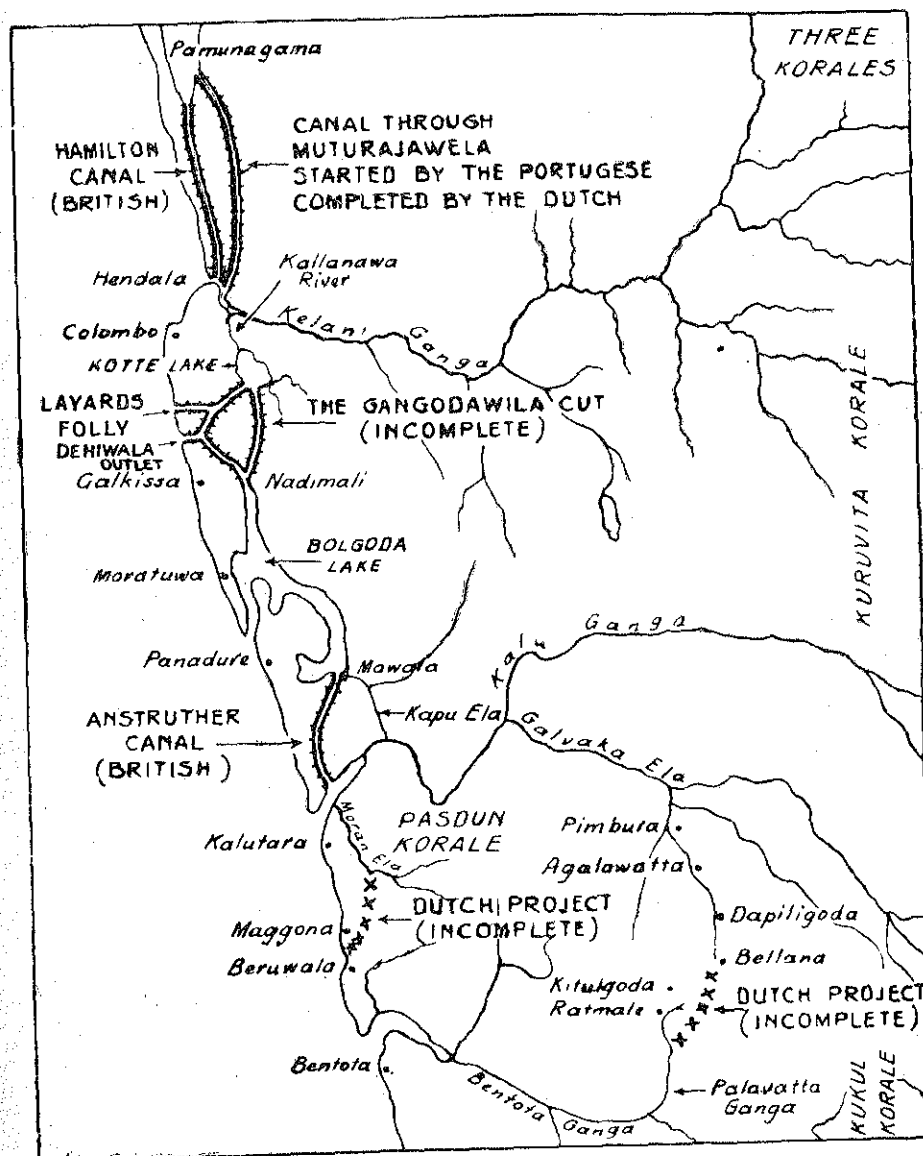 Pamunagama
THREE
KORALES
HAMILTON
CANAL
(BRITISH)
CANAL THROUGH
MUTURAJAWELA
STARTED BY THE PORTUGESE
COMPLETED BY THE DUTCH
Hendala
Kallanawa
River
Colombo
Kelani Ganga
KOTTE LAKE
LAYARDS
FOLLY
DEHIWALA
OUTLET
THE GANGODAWILA CUT
(INCOMPLETE)
Galkissa
Nadimali
KURUVITA KORALE
BOLGODA
LAKE
Moratuwa
Kalu Ganga
Panadure
Mawala
Kapu Ela
ANSTRUTHER
CANAL
(BRITISH)
Galvaka Ela
Moran Ela
PASDUN
KORALE
Kalutara
Pimbura
Agalawatta
DUTCH PROJECT
(INCOMPLETE)
Maggona
Beruwala
Dapiligoda
Bellana
Kitulgoda
Ratmale
DUTCH PROJECT
(INCOMPLETE)
Bentota
Bentota Ganga
Palavatta
Ganga
KUKUL
KORALE